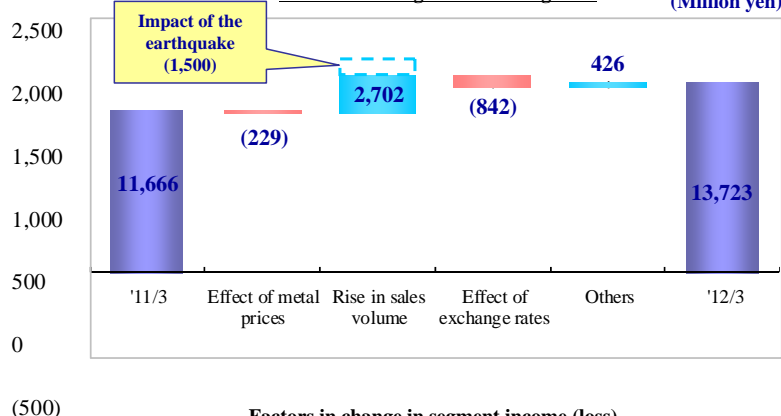 (Million yen)
2,500
2,000
1,500
1,000
500
0
(500)
Impact of the
earthquake
(1,500)
11,666
(229)
2,702
(842)
426
13,723
'11/3
Effect of metal
prices
Rise in sales
volume
Effect of
exchange rates
Others
'12/3
Factors in change in segment income (loss)